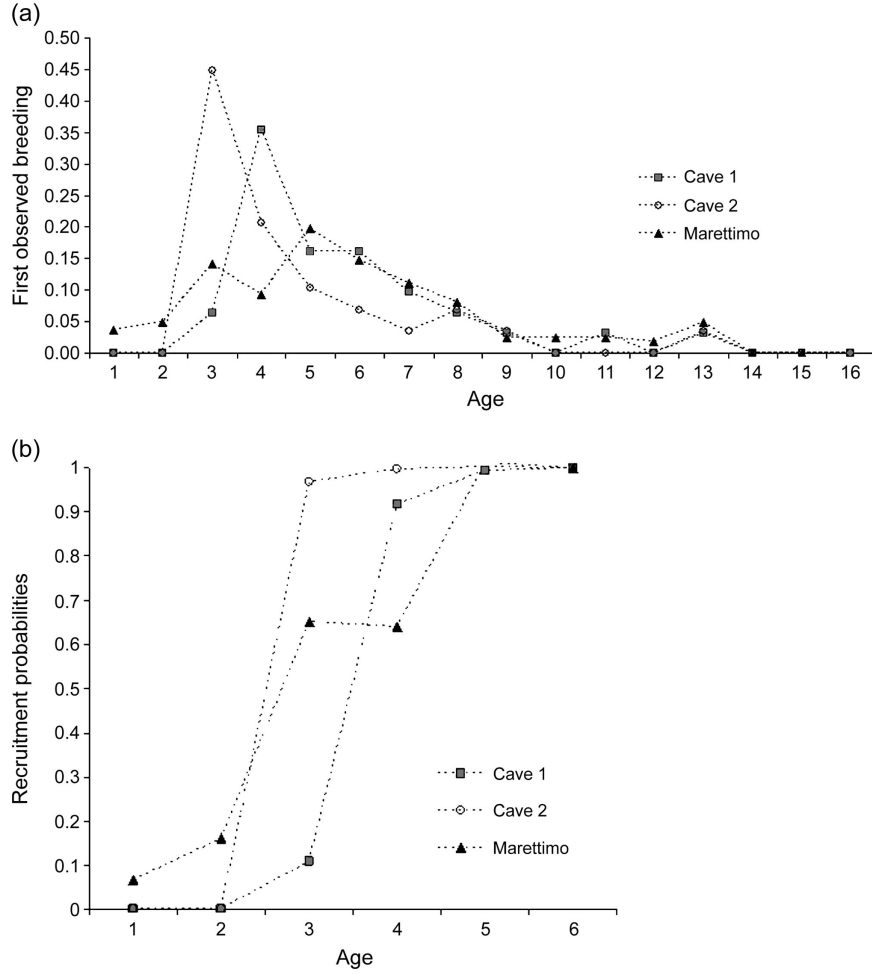 (a)
First observed breeding
0.50
0.45
0.40
0.35
0.30
0.25
0.20
0.15
0.10
0.05
0.00
1 2 3 4 5 6 7 8 9 10 11 12 13 14 15 16
Age
Cave 1
Cave 2
Marettimo
(b)
Recruitment probabilities
1
0.9
0.8
0.7
0.6
0.5
0.4
0.3
0.2
0.1
0
1 2 3 4 5 6
Age
Cave 1
Cave 2
Marettimo